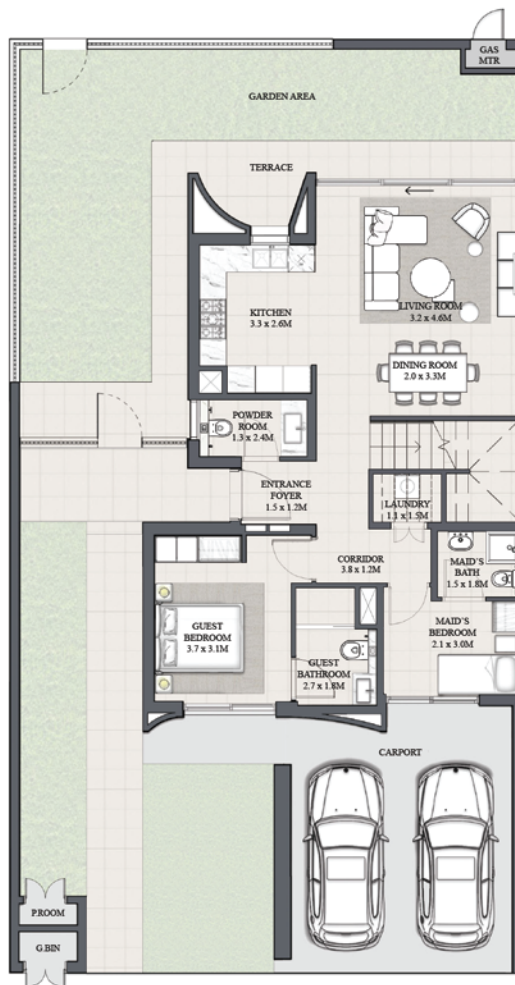 GAS
MTR
GARDEN AREA
TERRACE
KITCHEN
3.3 x 2.6M
LIVING ROOM
3.2 x 4.6M
DINING ROOM
2.0 x 3.3M
POWDER
ROOM
1.3 x 2.4M
ENTRANCE
FOYER
1.5 x 1.2M
LAUNDRY
1.1 x 1.5M
CORRIDOR
3.8 x 1.2M
MAID'S
BATH
1.5 x 1.8M
GUEST
BEDROOM
3.7 x 3.1M
MAID'S
BEDROOM
2.1 x 3.0M
GUEST
BATHROOM
2.7 x 1.8M
CARPORT
P.ROOM
G.BIN